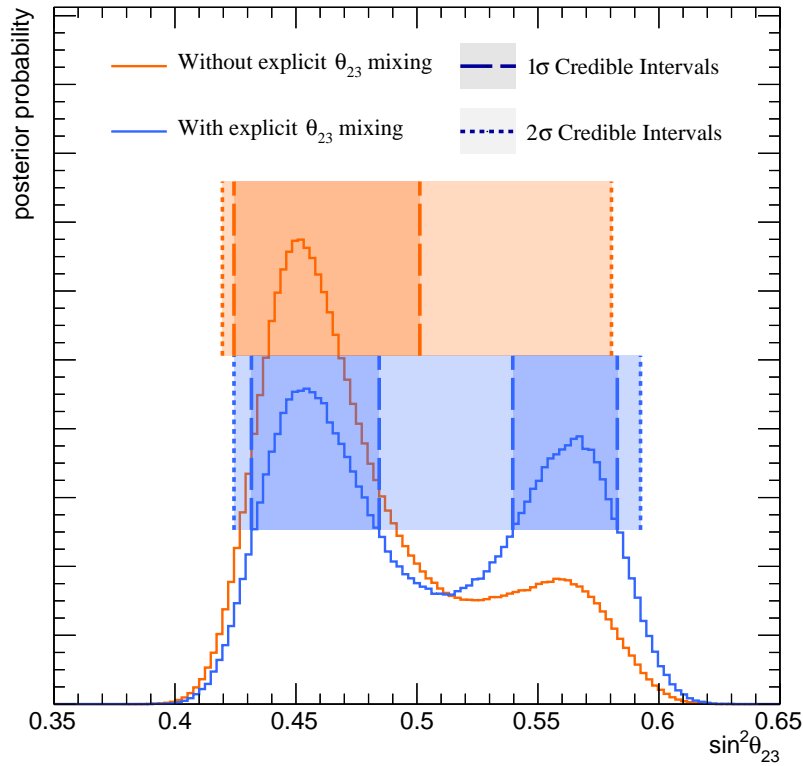 posterior probability
Without explicit θ₂₃ mixing
With explicit θ₂₃ mixing
1σ Credible Intervals
2σ Credible Intervals
0.35 0.4 0.45 0.5 0.55 0.6 0.65
sin²θ₂₃